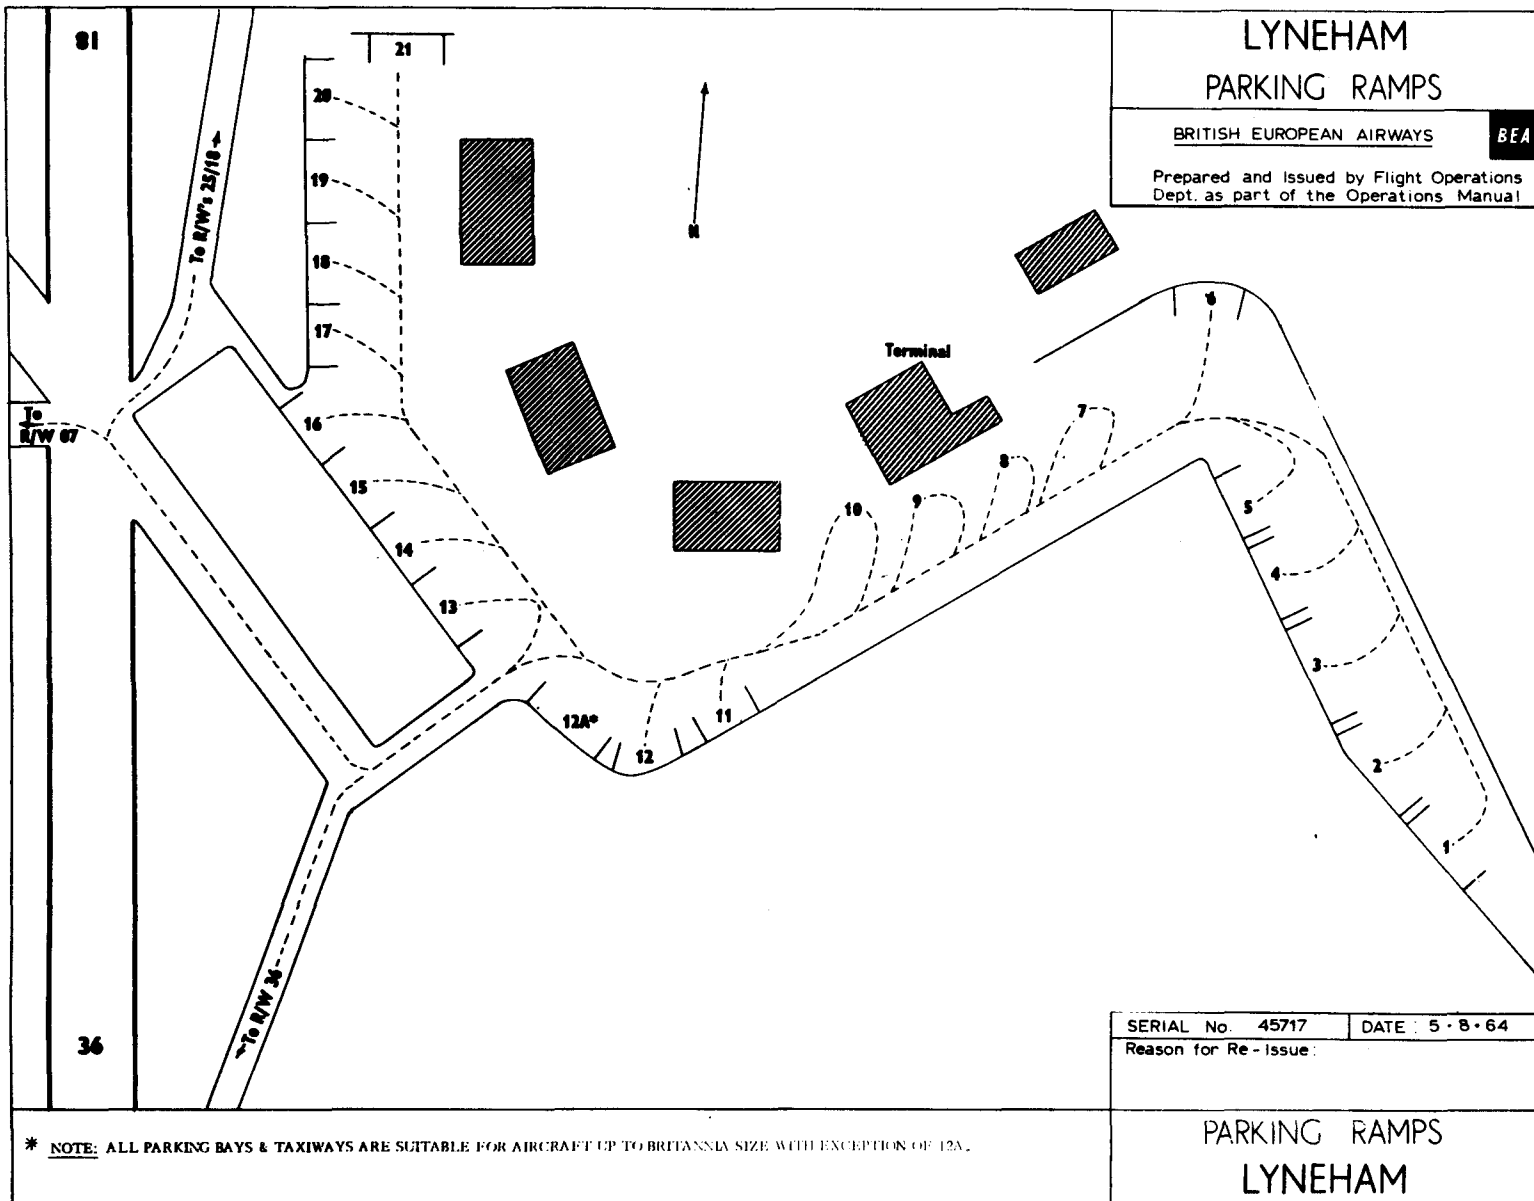 LYNEHAM
PARKING RAMPS
BRITISH EUROPEAN AIRWAYS
BEA
Prepared and Issued by Flight Operations
Dept. as part of the Operations Manual
18
21
20
19
18
17
16
15
14
13
12A*
12
11
10
9
8
7
6
5
4
3
2
1
To R/W's 25/18
N
Terminal
To
R/W 07
To R/W 36
36
SERIAL No. 45717
DATE : 5·8·64
Reason for Re-Issue:
PARKING RAMPS
LYNEHAM
* NOTE: ALL PARKING BAYS & TAXIWAYS ARE SUITABLE FOR AIRCRAFT UP TO BRITANNIA SIZE WITH EXCEPTION OF 12A.